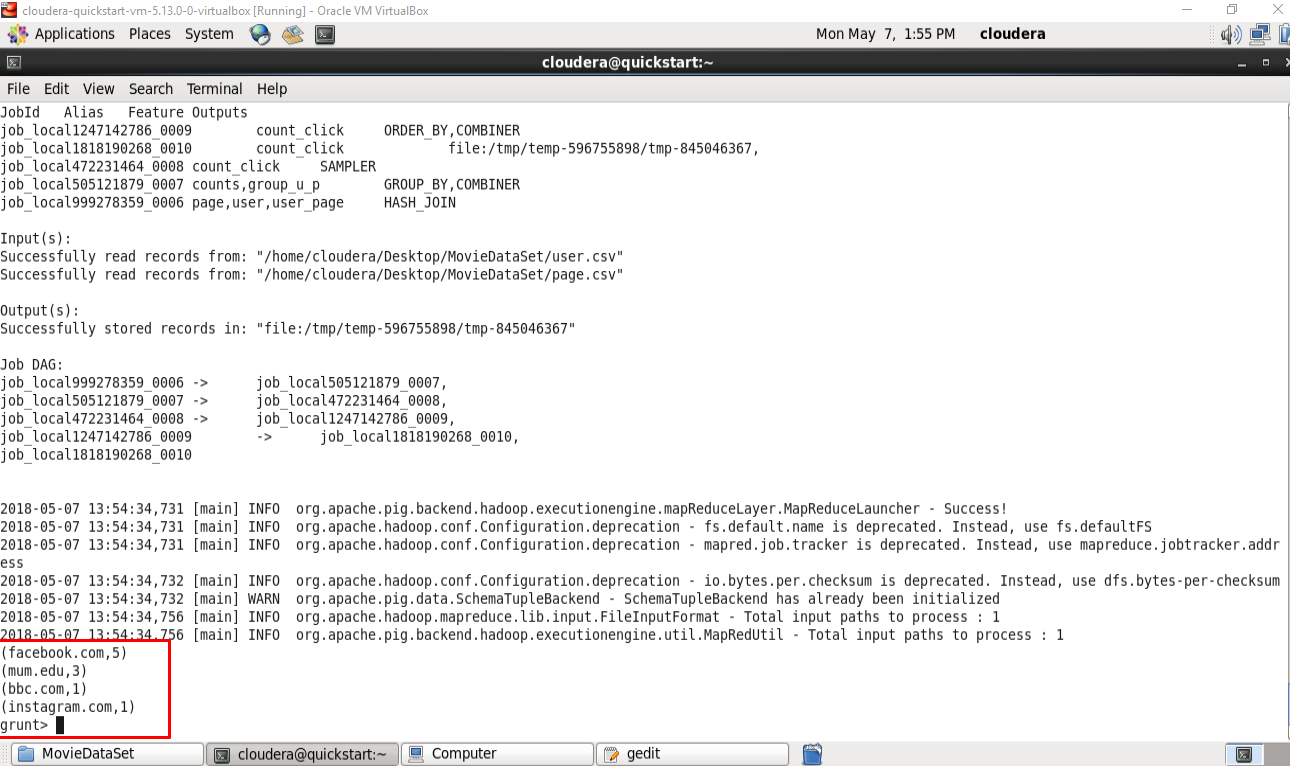 cloudera-quickstart-vm-5.13.0-0-virtualbox [Running] - Oracle VM VirtualBox
Applications Places System Mon May 7, 1:55 PM cloudera
cloudera@quickstart:~
File Edit View Search Terminal Help
JobId Alias Feature Outputs
job_local1247142786_0009 count_click ORDER_BY,COMBINER
job_local1818190268_0010 count_click file:/tmp/temp-596755898/tmp-845046367,
job_local472231464_0008 count_click SAMPLER
job_local505121879_0007 counts,group_u_p GROUP_BY,COMBINER
job_local999278359_0006 page,user,user_page HASH_JOIN
Input(s):
Successfully read records from: "/home/cloudera/Desktop/MovieDataSet/user.csv"
Successfully read records from: "/home/cloudera/Desktop/MovieDataSet/page.csv"
Output(s):
Successfully stored records in: "file:/tmp/temp-596755898/tmp-845046367"
Job DAG:
job_local999278359_0006 -> job_local505121879_0007,
job_local505121879_0007 -> job_local472231464_0008,
job_local472231464_0008 -> job_local1247142786_0009,
job_local1247142786_0009 -> job_local1818190268_0010,
job_local1818190268_0010
2018-05-07 13:54:34,731 [main] INFO org.apache.pig.backend.hadoop.executionengine.mapReduceLayer.MapReduceLauncher - Success!
2018-05-07 13:54:34,731 [main] INFO org.apache.hadoop.conf.Configuration.deprecation - fs.default.name is deprecated. Instead, use fs.defaultFS
2018-05-07 13:54:34,731 [main] INFO org.apache.hadoop.conf.Configuration.deprecation - mapred.job.tracker is deprecated. Instead, use mapreduce.jobtracker.addr
ess
2018-05-07 13:54:34,732 [main] INFO org.apache.hadoop.conf.Configuration.deprecation - io.bytes.per.checksum is deprecated. Instead, use dfs.bytes-per-checksum
2018-05-07 13:54:34,732 [main] WARN org.apache.pig.data.SchemaTupleBackend - SchemaTupleBackend has already been initialized
2018-05-07 13:54:34,756 [main] INFO org.apache.hadoop.mapreduce.lib.input.FileInputFormat - Total input paths to process : 1
2018-05-07 13:54:34,756 [main] INFO org.apache.pig.backend.hadoop.executionengine.util.MapRedUtil - Total input paths to process : 1
(facebook.com,5)
(mum.edu,3)
(bbc.com,1)
(instagram.com,1)
grunt>
MovieDataSet cloudera@quickstart:~ Computer gedit